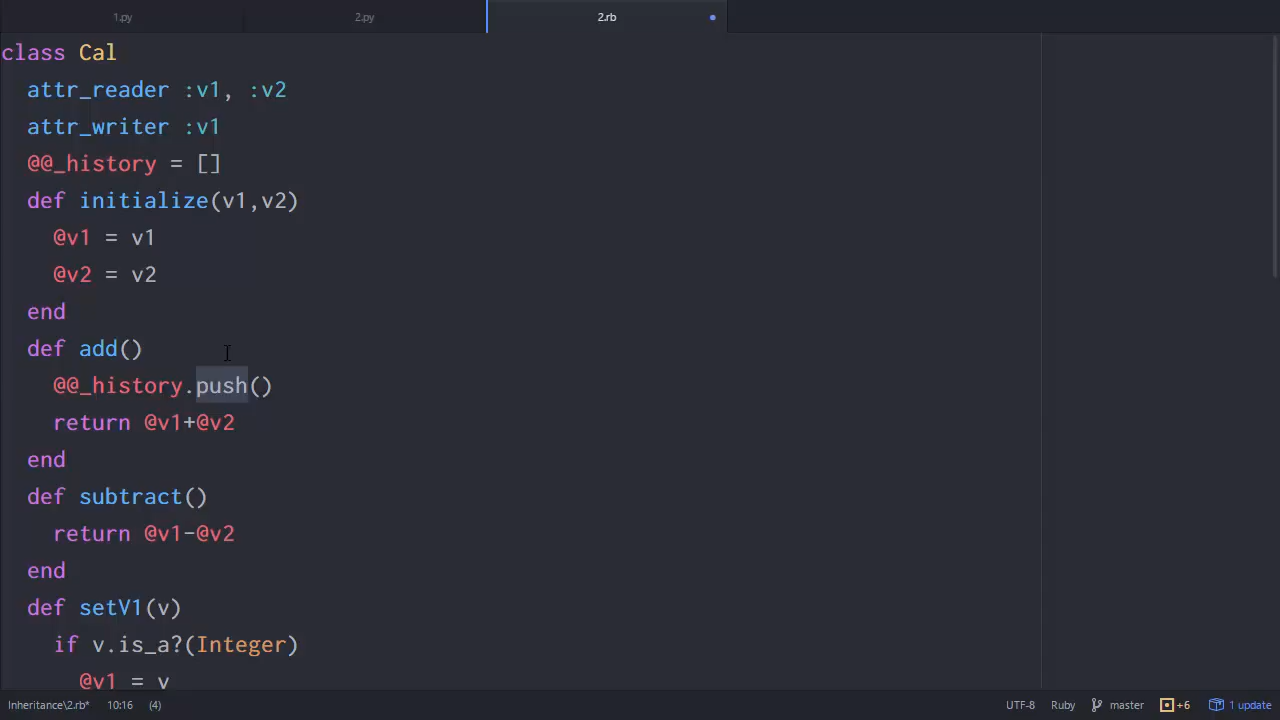 1.py 2.py 2.rb
class Cal
  attr_reader :v1, :v2
  attr_writer :v1
  @@_history = []
  def initialize(v1,v2)
    @v1 = v1
    @v2 = v2
  end
  def add()
    @@_history.push()
    return @v1+@v2
  end
  def subtract()
    return @v1-@v2
  end
  def setV1(v)
    if v.is_a?(Integer)
      @v1 = v
Inheritance\2.rb* 10:16 (4) UTF-8 Ruby master +6 1 update